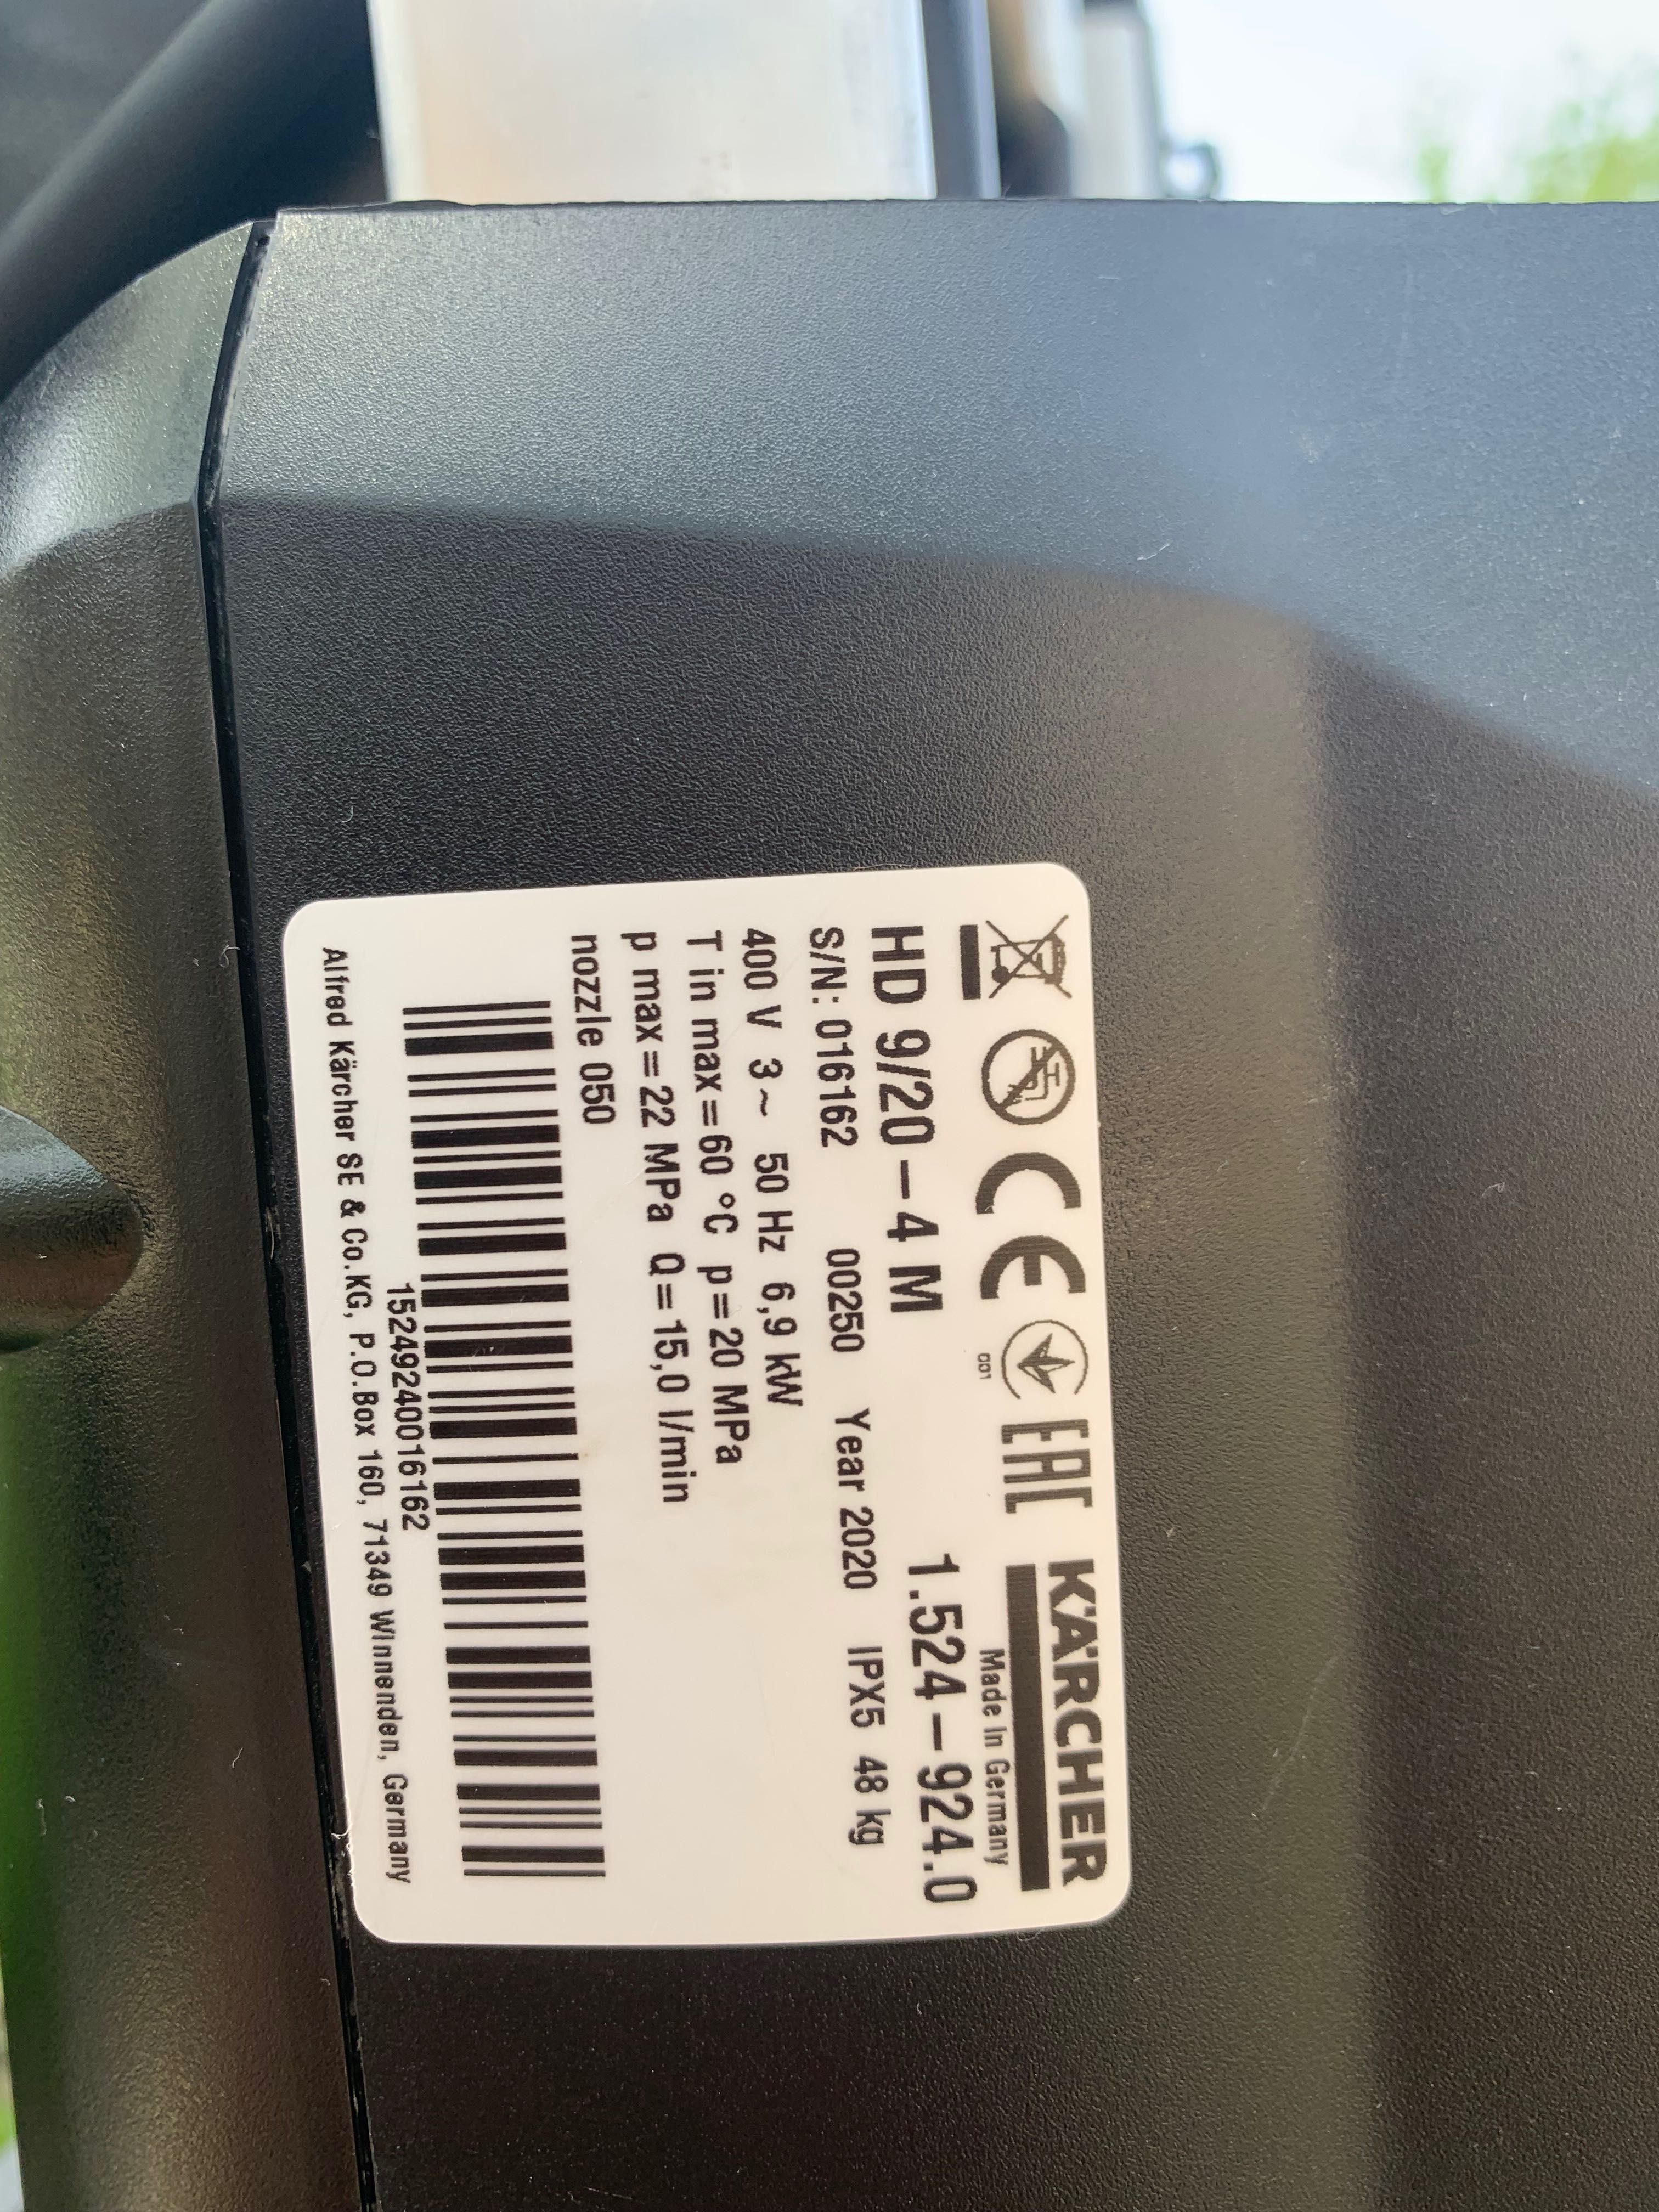 KÄRCHER
Made in Germany
EAC
CE
001
HD 9/20-4 M 1.524-924.0
S/N: 016162 00250 Year 2020 IPX5 48 kg
400 V 3~ 50 Hz 6,9 kW
T in max=60 °C p=20 MPa
p max=22 MPa Q=15,0 l/min
nozzle 050
15249240016162
Alfred Kärcher SE & Co.KG, P.O.Box 160, 71349 Winnenden, Germany